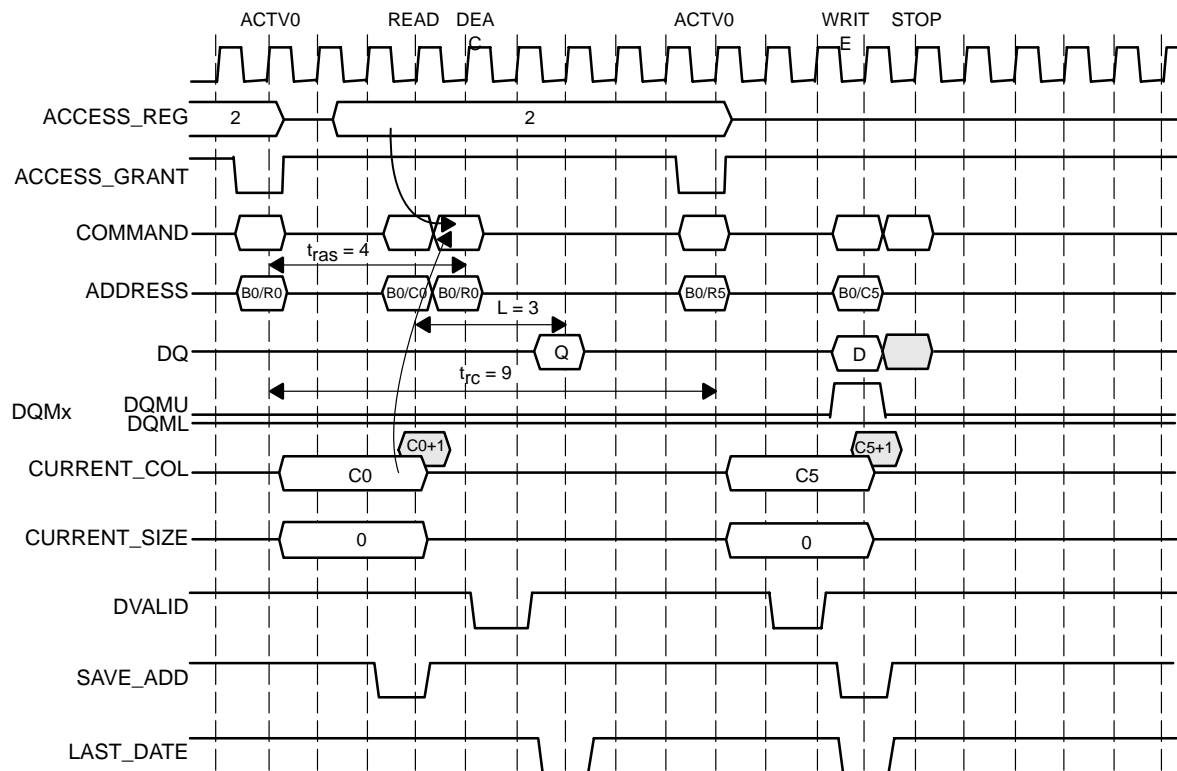 ACTV0 READ DEA ACTV0 WRIT STOP
C E
ACCESS_REG 2 2
ACCESS_GRANT
COMMAND
tras = 4
ADDRESS B0/R0 B0/C0 B0/R0 B0/R5 B0/C5
L = 3
DQ Q D
trc = 9
DQMx DQMU
DQML
C0+1 C5+1
CURRENT_COL C0 C5
CURRENT_SIZE 0 0
DVALID
SAVE_ADD
LAST_DATE